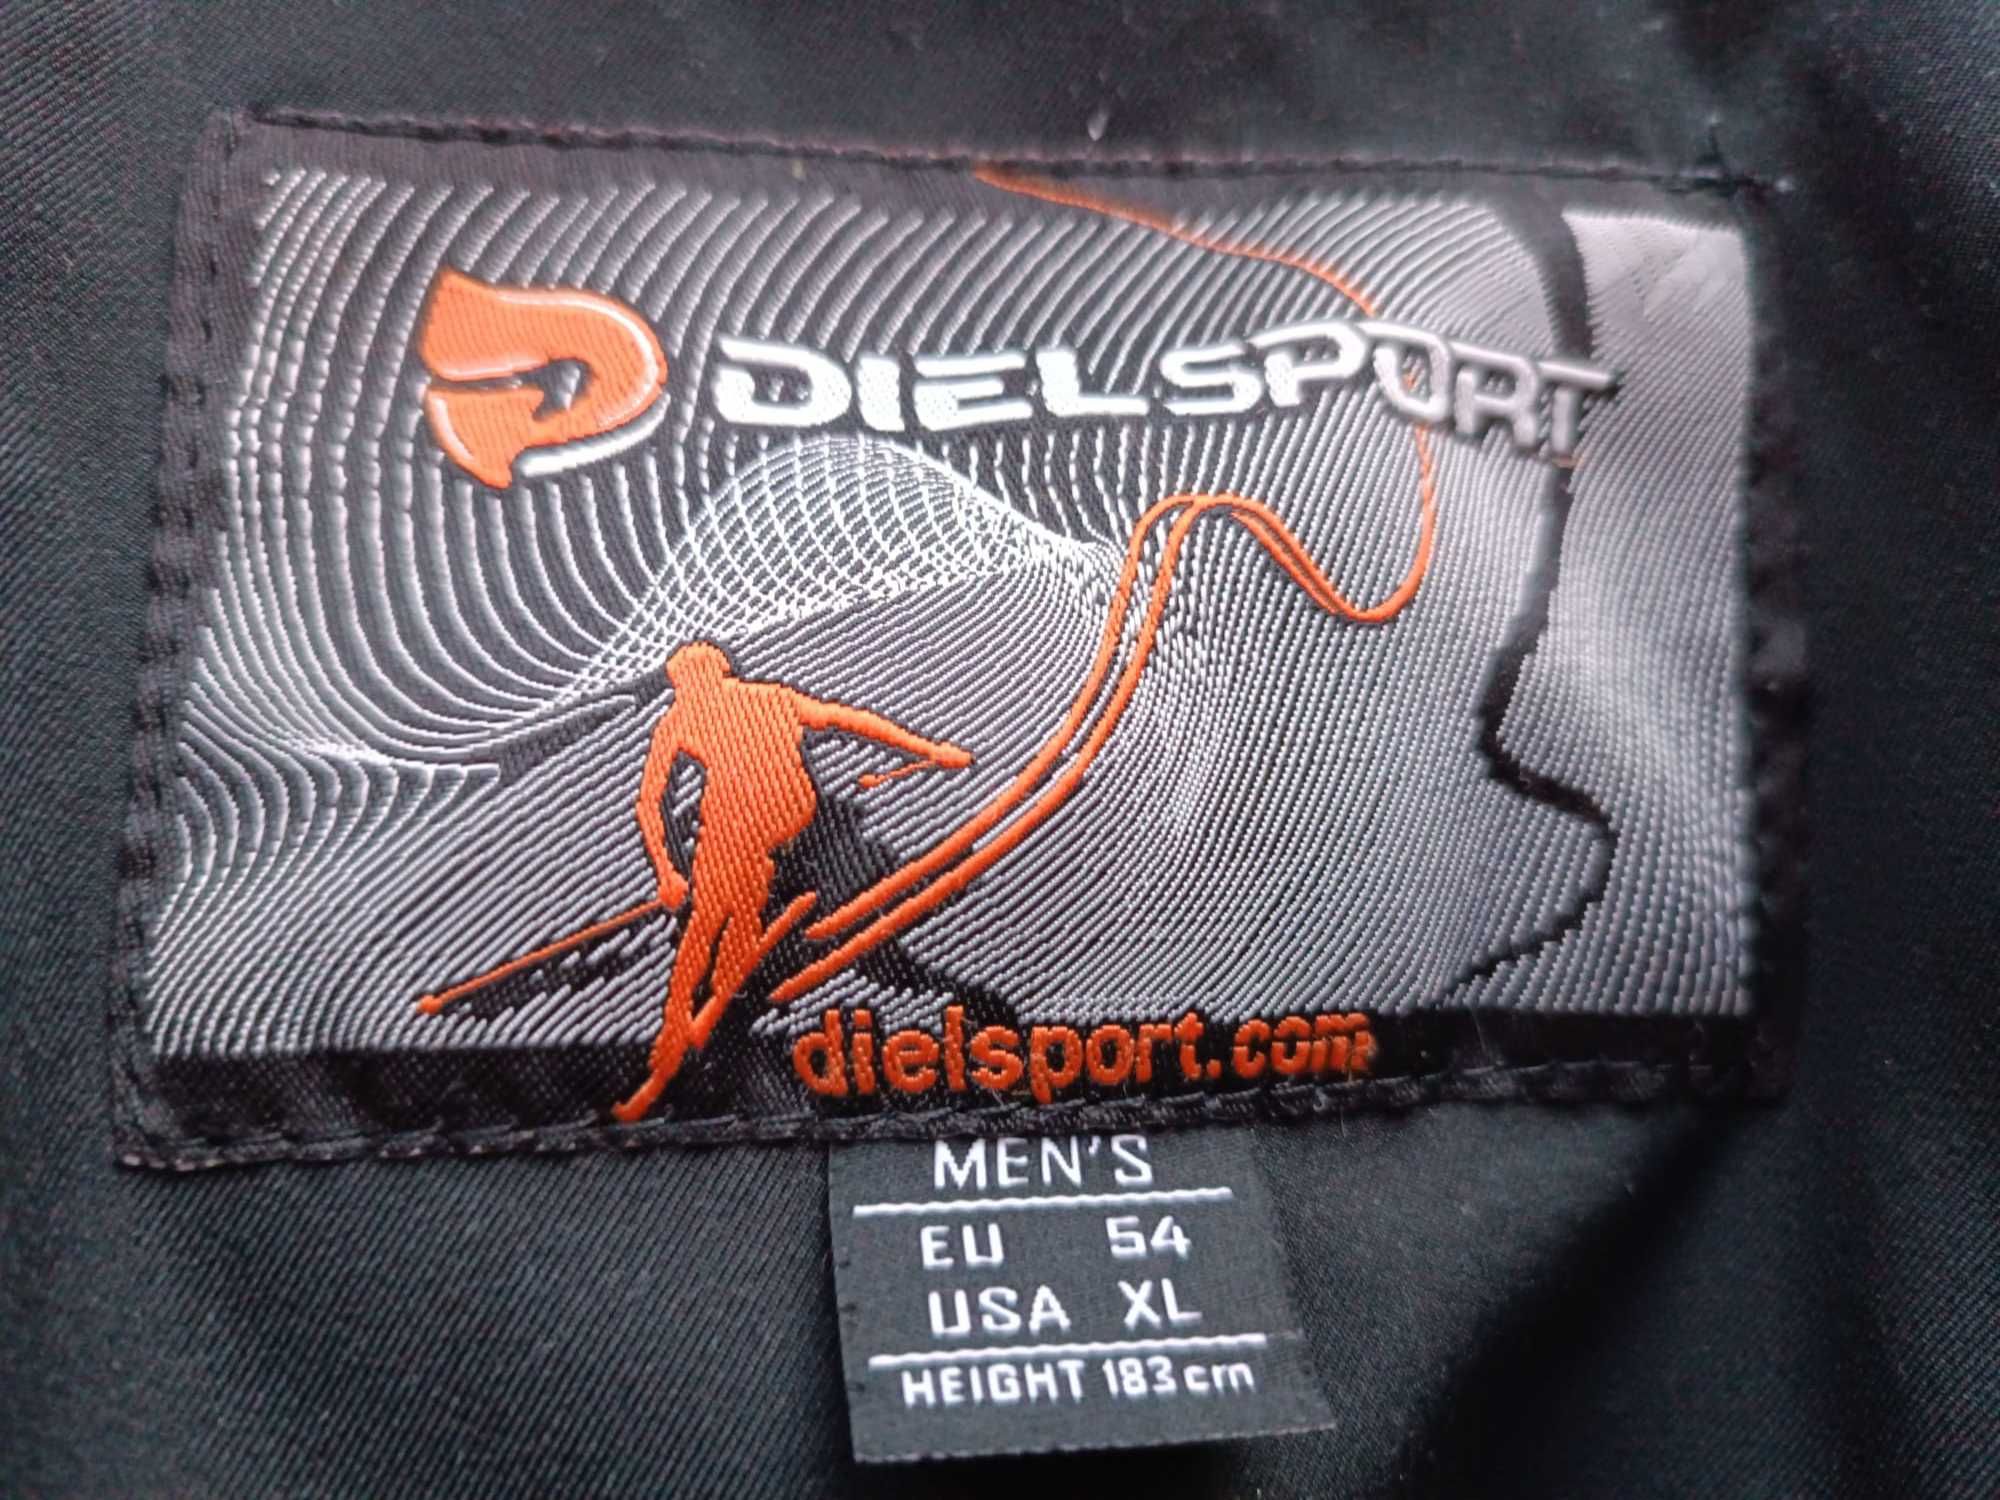 DIELSPORT
dielsport.com
MEN'S
EU 54
USA XL
HEIGHT 183cm